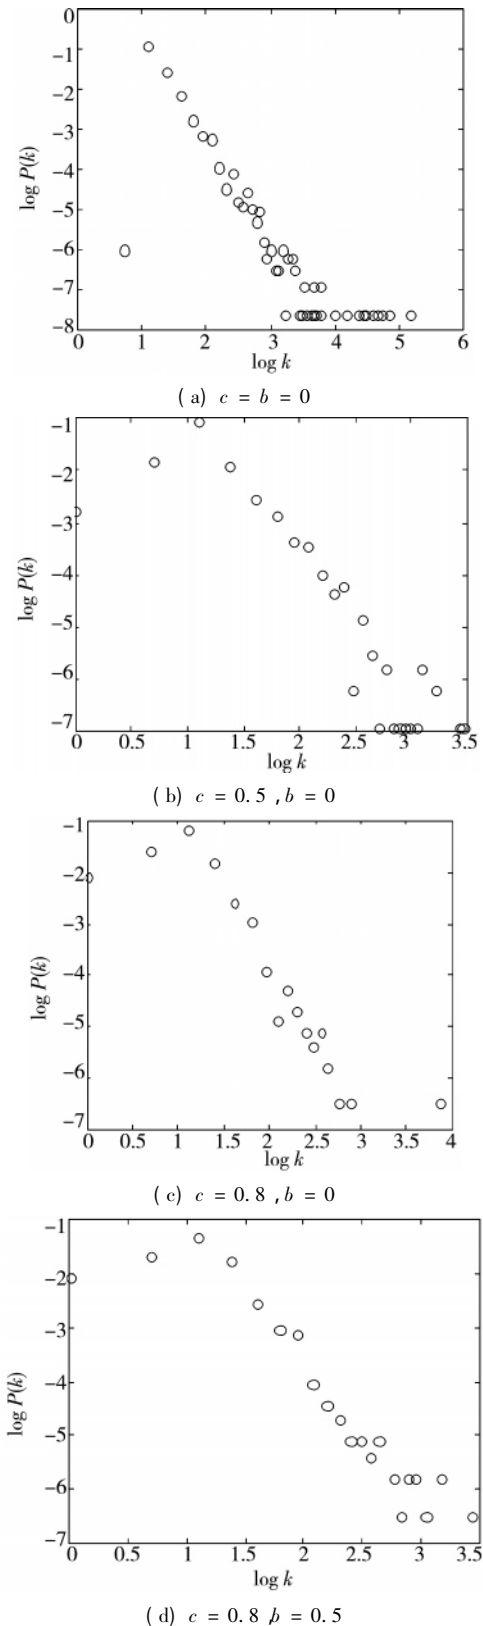 0
−1
−2
−3
−4
−5
−6
−7
−8
log P(k)
0 1 2 3 4 5 6
log k
( a) c = b = 0
−1
−2
−3
−4
−5
−6
−7
log P(k)
0 0.5 1 1.5 2 2.5 3 3.5
log k
( b) c = 0. 5 ,b = 0
−1
−2
−3
−4
−5
−6
−7
log P(k)
0 0.5 1 1.5 2 2.5 3 3.5 4
log k
( c) c = 0. 8 ,b = 0
−1
−2
−3
−4
−5
−6
−7
log P(k)
0 0.5 1 1.5 2 2.5 3 3.5
log k
( d) c = 0. 8 ,b = 0. 5